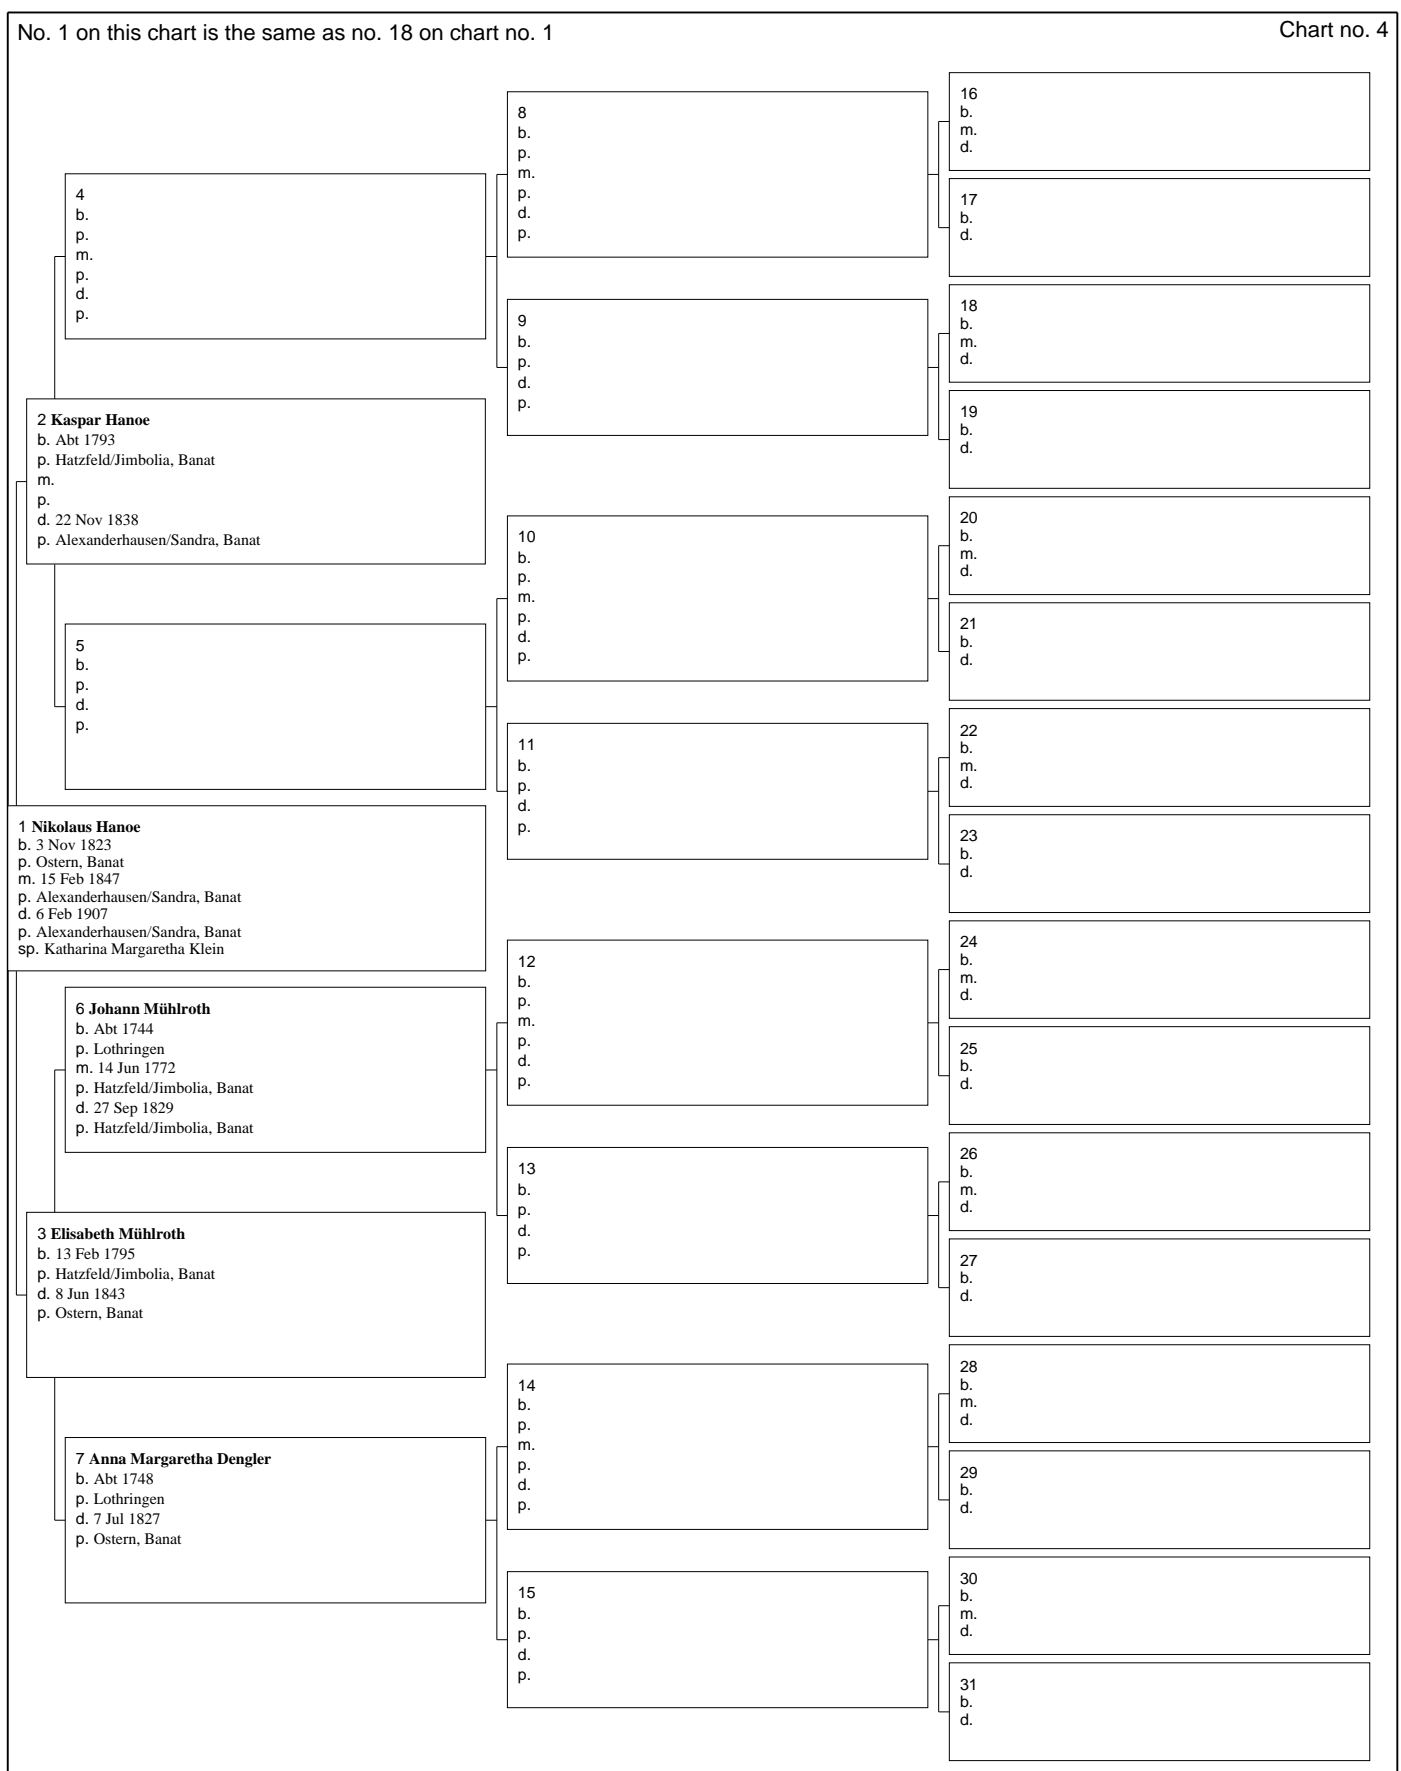 No. 1 on this chart is the same as no. 18 on chart no. 1
Chart no. 4
4
b.
p.
m.
p.
d.
p.
2 Kaspar Hanoe
b. Abt 1793
p. Hatzfeld/Jimbolia, Banat
m.
p.
d. 22 Nov 1838
p. Alexanderhausen/Sandra, Banat
5
b.
p.
d.
p.
1 Nikolaus Hanoe
b. 3 Nov 1823
p. Ostern, Banat
m. 15 Feb 1847
p. Alexanderhausen/Sandra, Banat
d. 6 Feb 1907
p. Alexanderhausen/Sandra, Banat
sp. Katharina Margaretha Klein
6 Johann Mühlroth
b. Abt 1744
p. Lothringen
m. 14 Jun 1772
p. Hatzfeld/Jimbolia, Banat
d. 27 Sep 1829
p. Hatzfeld/Jimbolia, Banat
3 Elisabeth Mühlroth
b. 13 Feb 1795
p. Hatzfeld/Jimbolia, Banat
d. 8 Jun 1843
p. Ostern, Banat
7 Anna Margaretha Dengler
b. Abt 1748
p. Lothringen
d. 7 Jul 1827
p. Ostern, Banat
8
b.
p.
m.
p.
d.
p.
9
b.
p.
d.
p.
10
b.
p.
m.
p.
d.
p.
11
b.
p.
d.
p.
12
b.
p.
m.
p.
d.
p.
13
b.
p.
d.
p.
14
b.
p.
m.
p.
d.
p.
15
b.
p.
d.
p.
16
b.
m.
d.
17
b.
d.
18
b.
m.
d.
19
b.
d.
20
b.
m.
d.
21
b.
d.
22
b.
m.
d.
23
b.
d.
24
b.
m.
d.
25
b.
d.
26
b.
m.
d.
27
b.
d.
28
b.
m.
d.
29
b.
d.
30
b.
m.
d.
31
b.
d.